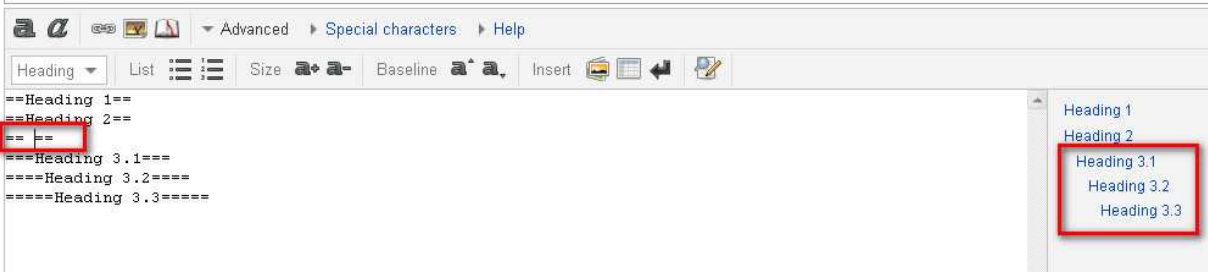 a a Advanced Special characters Help
Heading List Size a+ a- Baseline a^ a, Insert
==Heading 1==
==Heading 2==
== ==
===Heading 3.1===
====Heading 3.2====
=====Heading 3.3=====
Heading 1
Heading 2
Heading 3.1
Heading 3.2
Heading 3.3